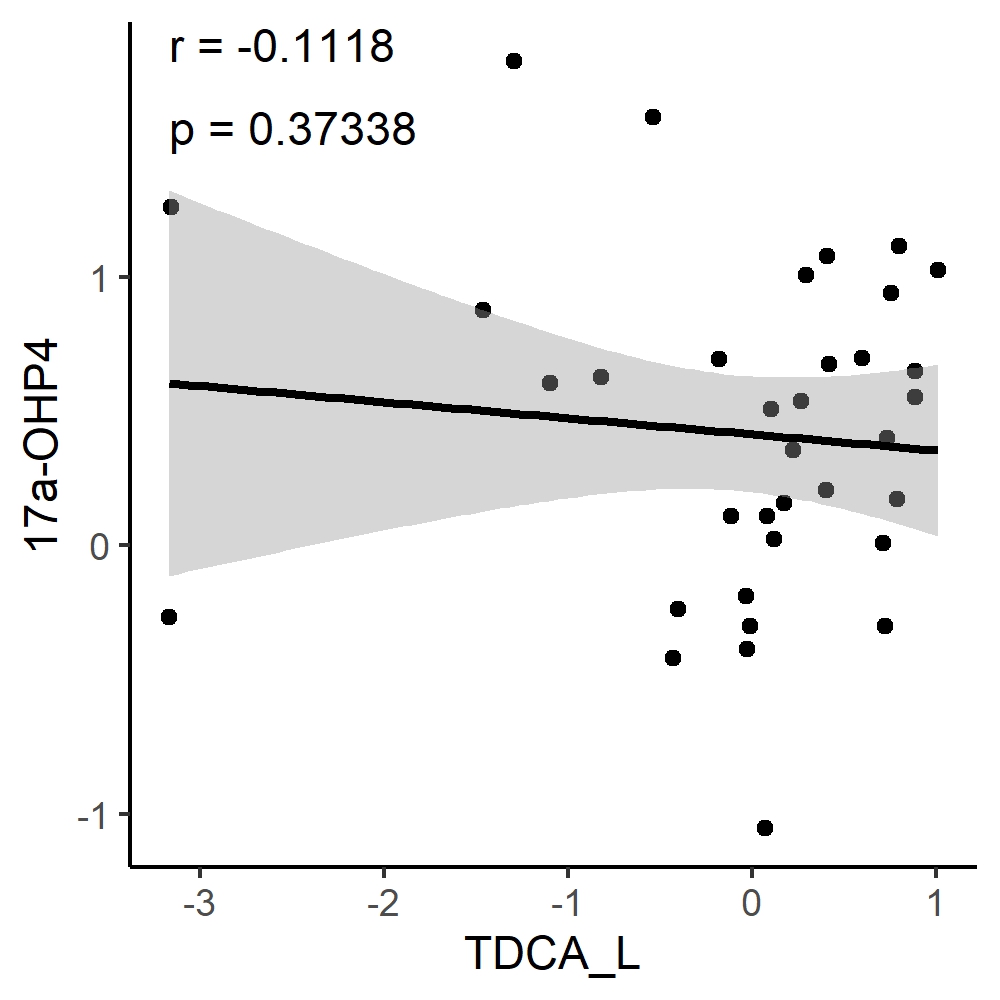 r = -0.1118
p = 0.37338
1
0
-1
17a-OHP4
-3 -2 -1 0 1
TDCA_L